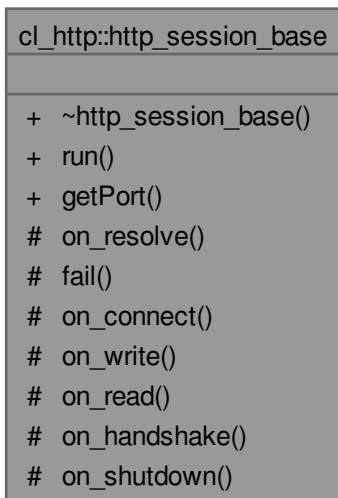 cl_http::http_session_base
+ ~http_session_base()
+ run()
+ getPort()
# on_resolve()
# fail()
# on_connect()
# on_write()
# on_read()
# on_handshake()
# on_shutdown()